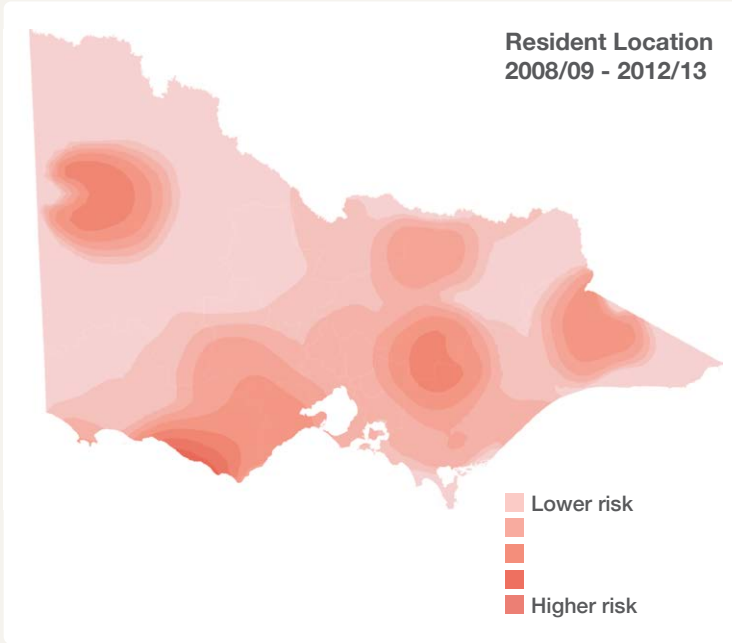 Resident Location
2008/09 - 2012/13
Lower risk
Higher risk